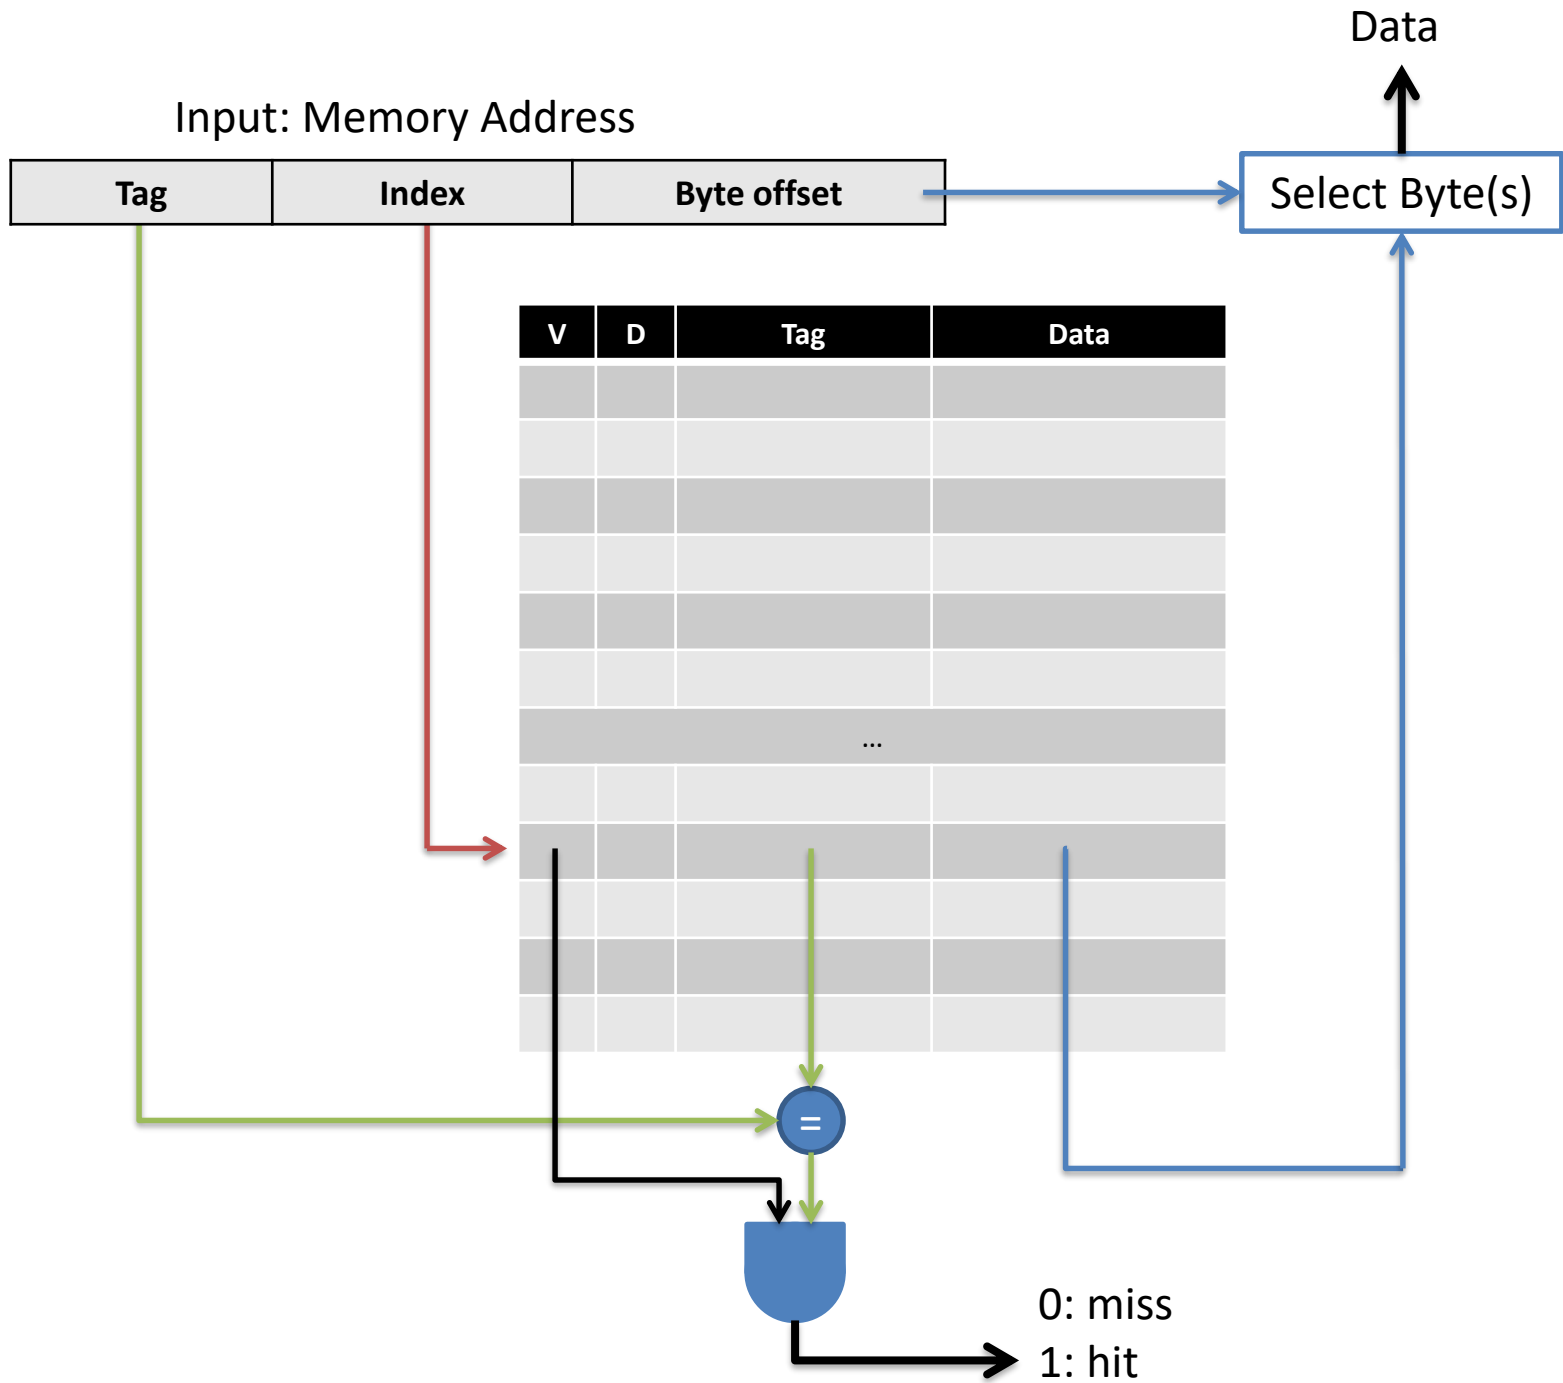 Data
Input: Memory Address
Tag Index Byte offset
Select Byte(s)
V D Tag Data
...
=
0: miss
1: hit